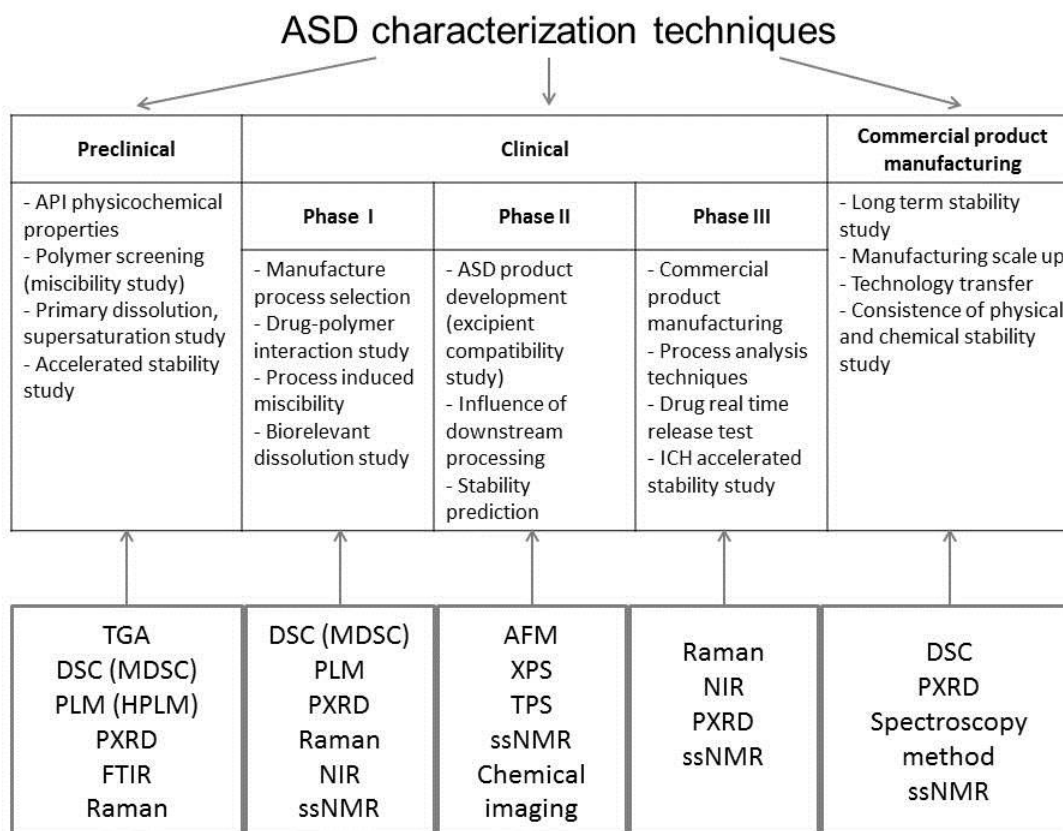 ASD characterization techniques
Preclinical
Clinical
Commercial product
manufacturing
- API physicochemical
properties
- Polymer screening
(miscibility study)
- Primary dissolution,
supersaturation study
- Accelerated stability
study
Phase I
- Manufacture
process selection
- Drug-polymer
interaction study
- Process induced
miscibility
- Biorelevant
dissolution study
Phase II
- ASD product
development
(excipient
compatibility
study)
- Influence of
downstream
processing
- Stability
prediction
Phase III
- Commercial
product
manufacturing
- Process analysis
techniques
- Drug real time
release test
- ICH accelerated
stability study
- Long term stability
study
- Manufacturing scale up
- Technology transfer
- Consistence of physical
and chemical stability
study
TGA
DSC (MDSC)
PLM (HPLM)
PXRD
FTIR
Raman
DSC (MDSC)
PLM
PXRD
Raman
NIR
ssNMR
AFM
XPS
TPS
ssNMR
Chemical
imaging
Raman
NIR
PXRD
ssNMR
DSC
PXRD
Spectroscopy
method
ssNMR